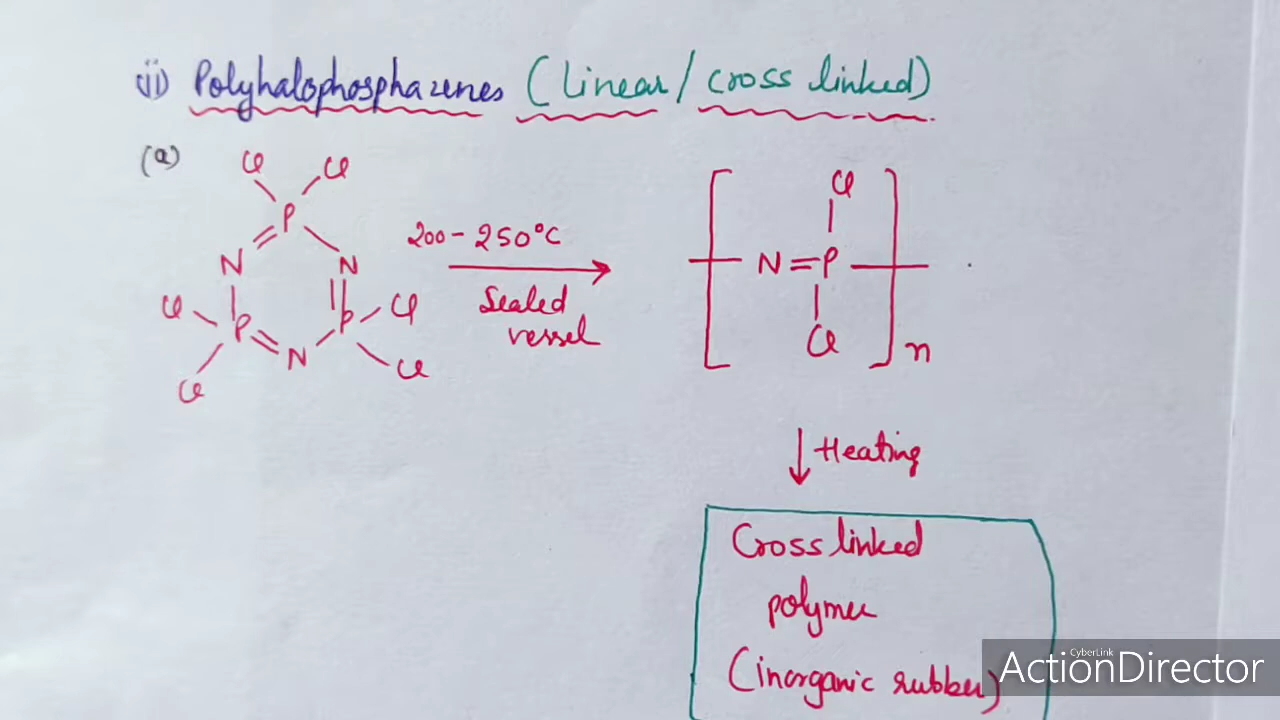 (ii) Polyhalophosphazenes (Linear/cross linked)
(a)
Cl Cl
P
N N
Cl P N P Cl
Cl Cl
200-250°C
Sealed
vessel
Cl
[ N=P ]n
Cl
↓ Heating
Cross linked
polymer
(inorganic rubber)
CyberLink
ActionDirector